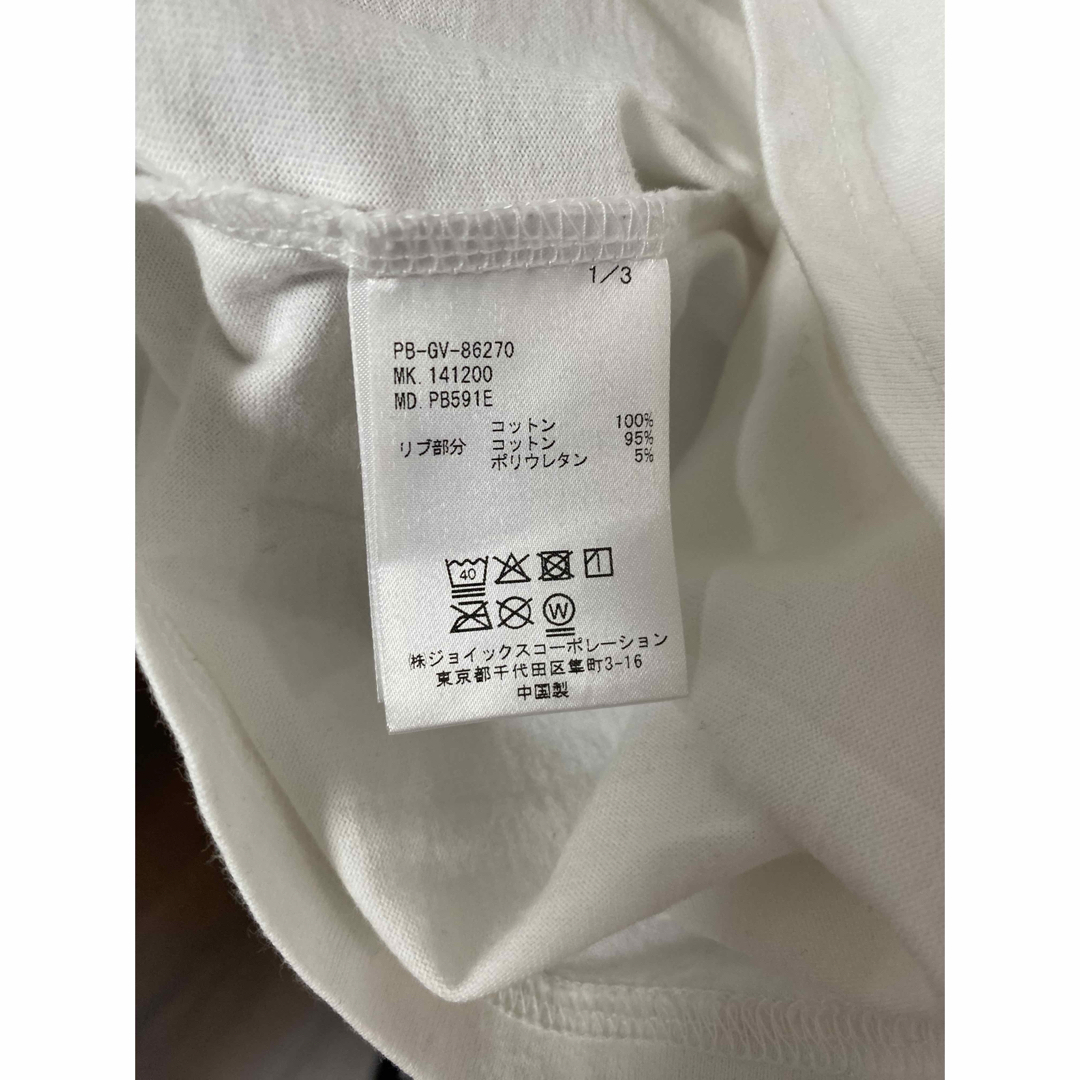 1/3
PB-GV-86270
MK. 141200
MD. PB591E
コットン 100%
リブ部分 コットン 95%
ポリウレタン 5%
40
W
㈱ジョイックスコーポレーション
東京都千代田区隼町3-16
中国製